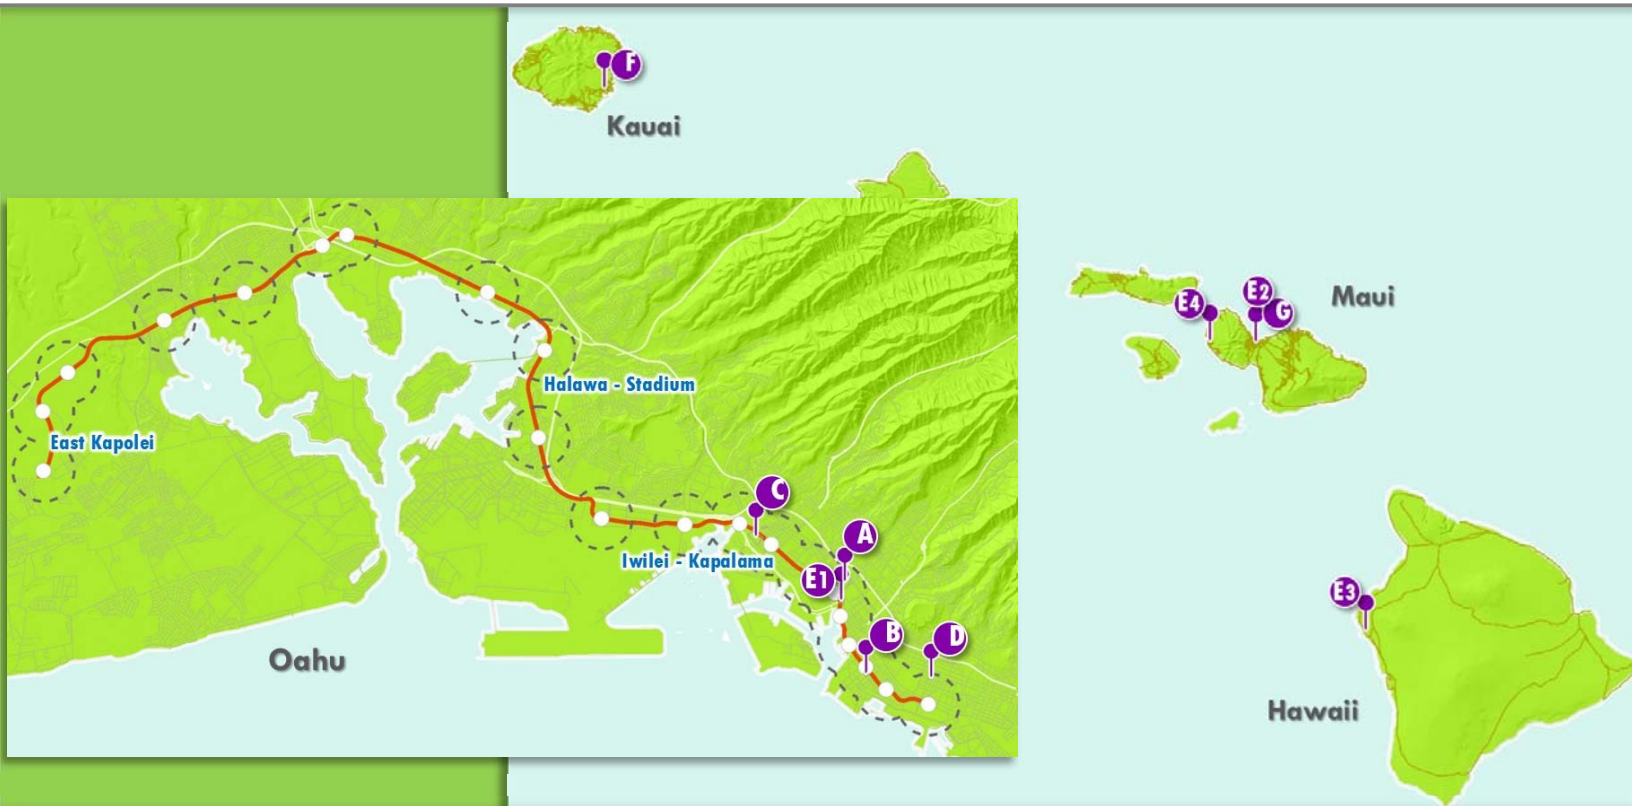 F
Kauai
E2
E4
G
Maui
Halawa - Stadium
East Kapolei
C
A
Iwilei - Kapalama
E1
E3
B
D
Oahu
Hawaii